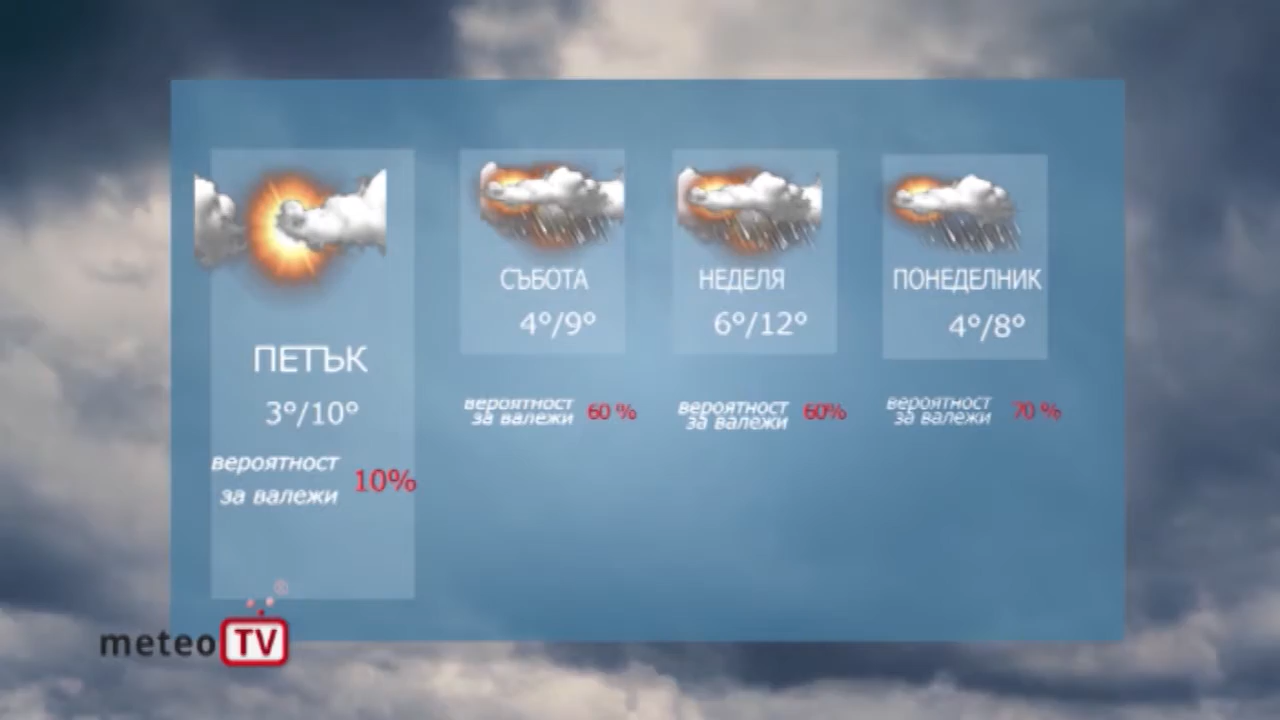 ПЕТЪК
3°/10°
вероятност
за валежи
10%
СЪБОТА
4°/9°
вероятност
за валежи
60 %
НЕДЕЛЯ
6°/12°
вероятност
за валежи
60%
ПОНЕДЕЛНИК
4°/8°
вероятност
за валежи
70 %
meteo TV ®